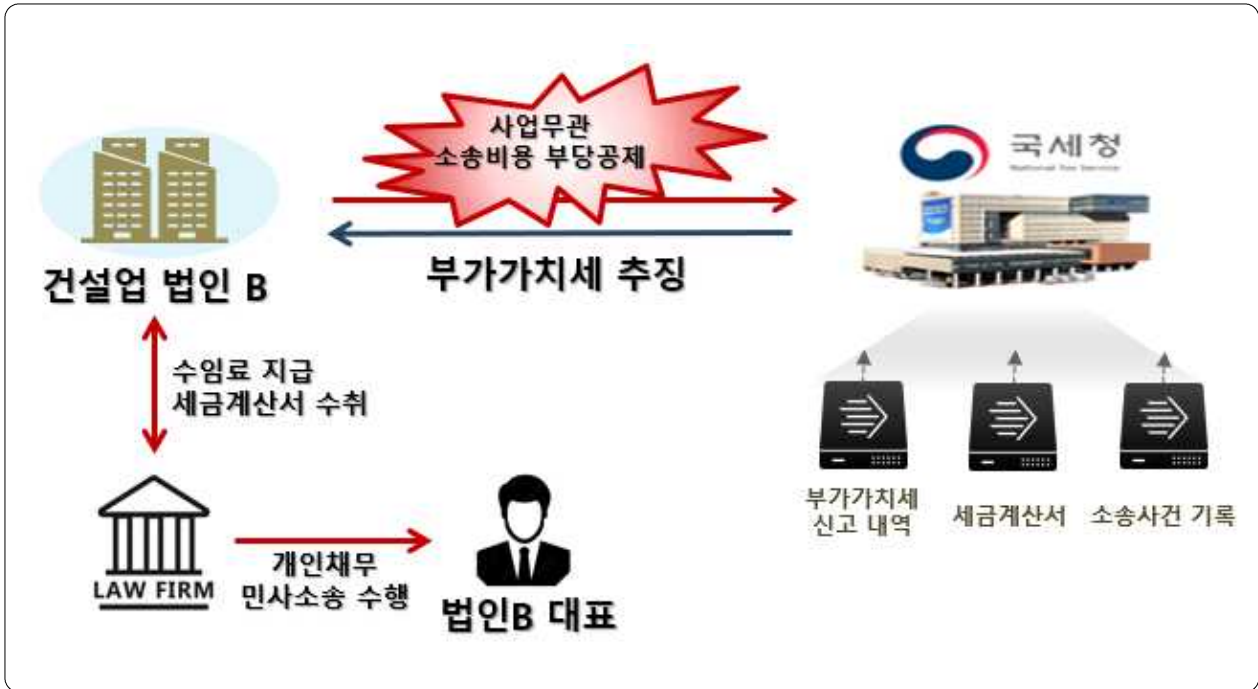 사업무관
소송비용 부당공제
국세청
National Tax Service
건설업 법인 B
부가가치세 추징
수임료 지급
세금계산서 수취
부가가치세
신고 내역
세금계산서
소송사건 기록
LAW FIRM
개인채무
민사소송 수행
법인B 대표